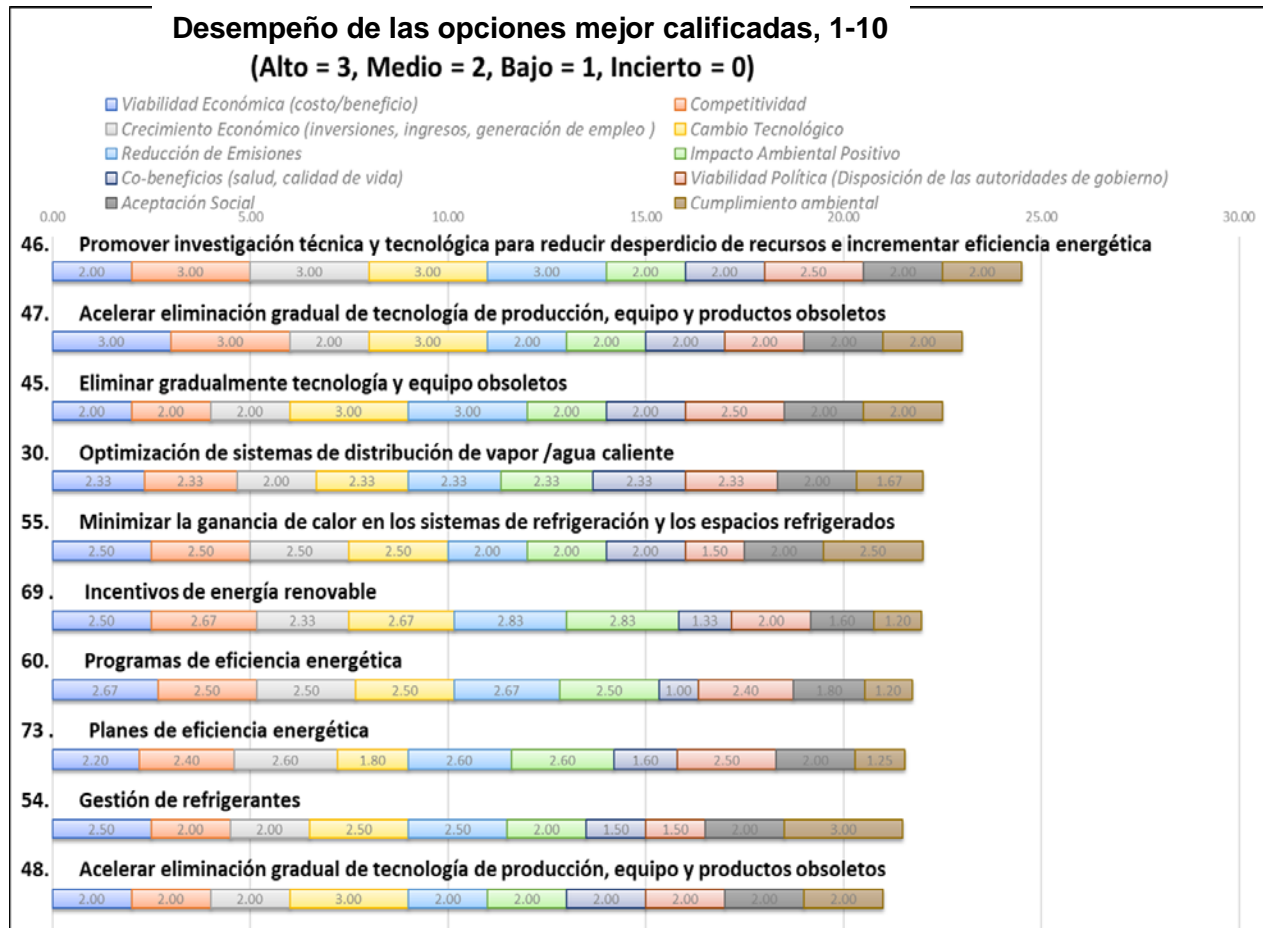 Desempeño de las opciones mejor calificadas, 1-10
(Alto = 3, Medio = 2, Bajo = 1, Incierto = 0)
Viabilidad Económica (costo/beneficio) Competitividad
Crecimiento Económico (inversiones, ingresos, generación de empleo ) Cambio Tecnológico
Reducción de Emisiones Impacto Ambiental Positivo
Co-beneficios (salud, calidad de vida) Viabilidad Política (Disposición de las autoridades de gobierno)
Aceptación Social Cumplimiento ambiental
0.00 5.00 10.00 15.00 20.00 25.00 30.00
46. Promover investigación técnica y tecnológica para reducir desperdicio de recursos e incrementar eficiencia energética
2.00 3.00 3.00 3.00 3.00 2.00 2.00 2.50 2.00 2.00
47. Acelerar eliminación gradual de tecnología de producción, equipo y productos obsoletos
3.00 3.00 2.00 3.00 2.00 2.00 2.00 2.00 2.00 2.00
45. Eliminar gradualmente tecnología y equipo obsoletos
2.00 2.00 2.00 3.00 3.00 2.00 2.00 2.50 2.00 2.00
30. Optimización de sistemas de distribución de vapor /agua caliente
2.33 2.33 2.00 2.33 2.33 2.33 2.33 2.33 2.00 1.67
55. Minimizar la ganancia de calor en los sistemas de refrigeración y los espacios refrigerados
2.50 2.50 2.50 2.50 2.00 2.00 2.00 1.50 2.00 2.50
69 . Incentivos de energía renovable
2.50 2.67 2.33 2.67 2.83 2.83 1.33 2.00 1.60 1.20
60. Programas de eficiencia energética
2.67 2.50 2.50 2.50 2.67 2.50 1.00 2.40 1.80 1.20
73 . Planes de eficiencia energética
2.20 2.40 2.60 1.80 2.60 2.60 1.60 2.50 2.00 1.25
54. Gestión de refrigerantes
2.50 2.00 2.00 2.50 2.50 2.00 1.50 1.50 2.00 3.00
48. Acelerar eliminación gradual de tecnología de producción, equipo y productos obsoletos
2.00 2.00 2.00 3.00 2.00 2.00 2.00 2.00 2.00 2.00